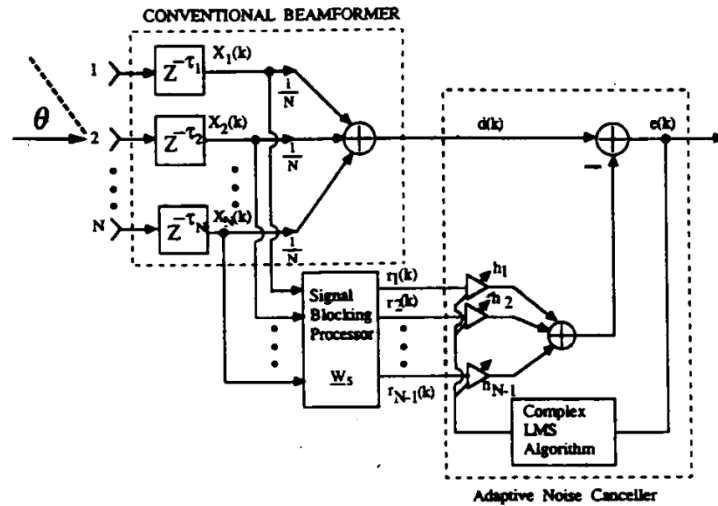 CONVENTIONAL BEAMFORMER
1
Z^-τ1
X1(k)
1/N
θ
2
Z^-τ2
X2(k)
1/N
d(k)
e(k)
−
N
Z^-τN
XN(k)
1/N
Signal
Blocking
Processor
Ws
r1(k)
r2(k)
rN-1(k)
h1
h2
hN-1
Complex
LMS
Algorithm
Adaptive Noise Canceller